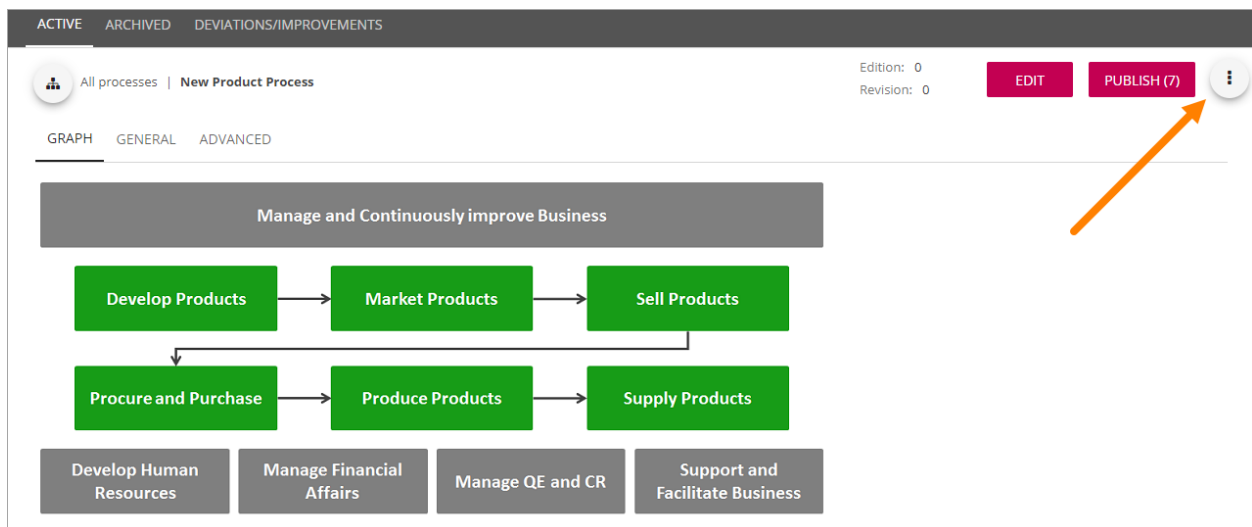 ACTIVE ARCHIVED DEVIATIONS/IMPROVEMENTS
All processes | New Product Process
Edition: 0
Revision: 0
EDIT
PUBLISH (7)
GRAPH GENERAL ADVANCED
Manage and Continuously improve Business
Develop Products
Market Products
Sell Products
Procure and Purchase
Produce Products
Supply Products
Develop Human
Resources
Manage Financial
Affairs
Manage QE and CR
Support and
Facilitate Business